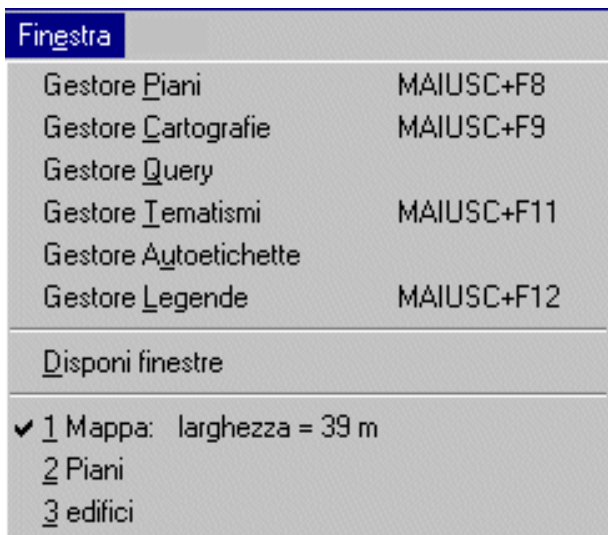 Finestra
Gestore Piani MAIUSC+F8
Gestore Cartografie MAIUSC+F9
Gestore Query
Gestore Tematismi MAIUSC+F11
Gestore Autoetichette
Gestore Legende MAIUSC+F12
Disponi finestre
✔ 1 Mappa: larghezza = 39 m
2 Piani
3 edifici